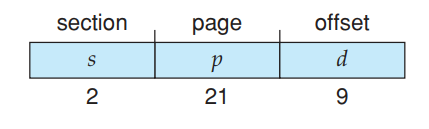 section page offset
s p d
2 21 9